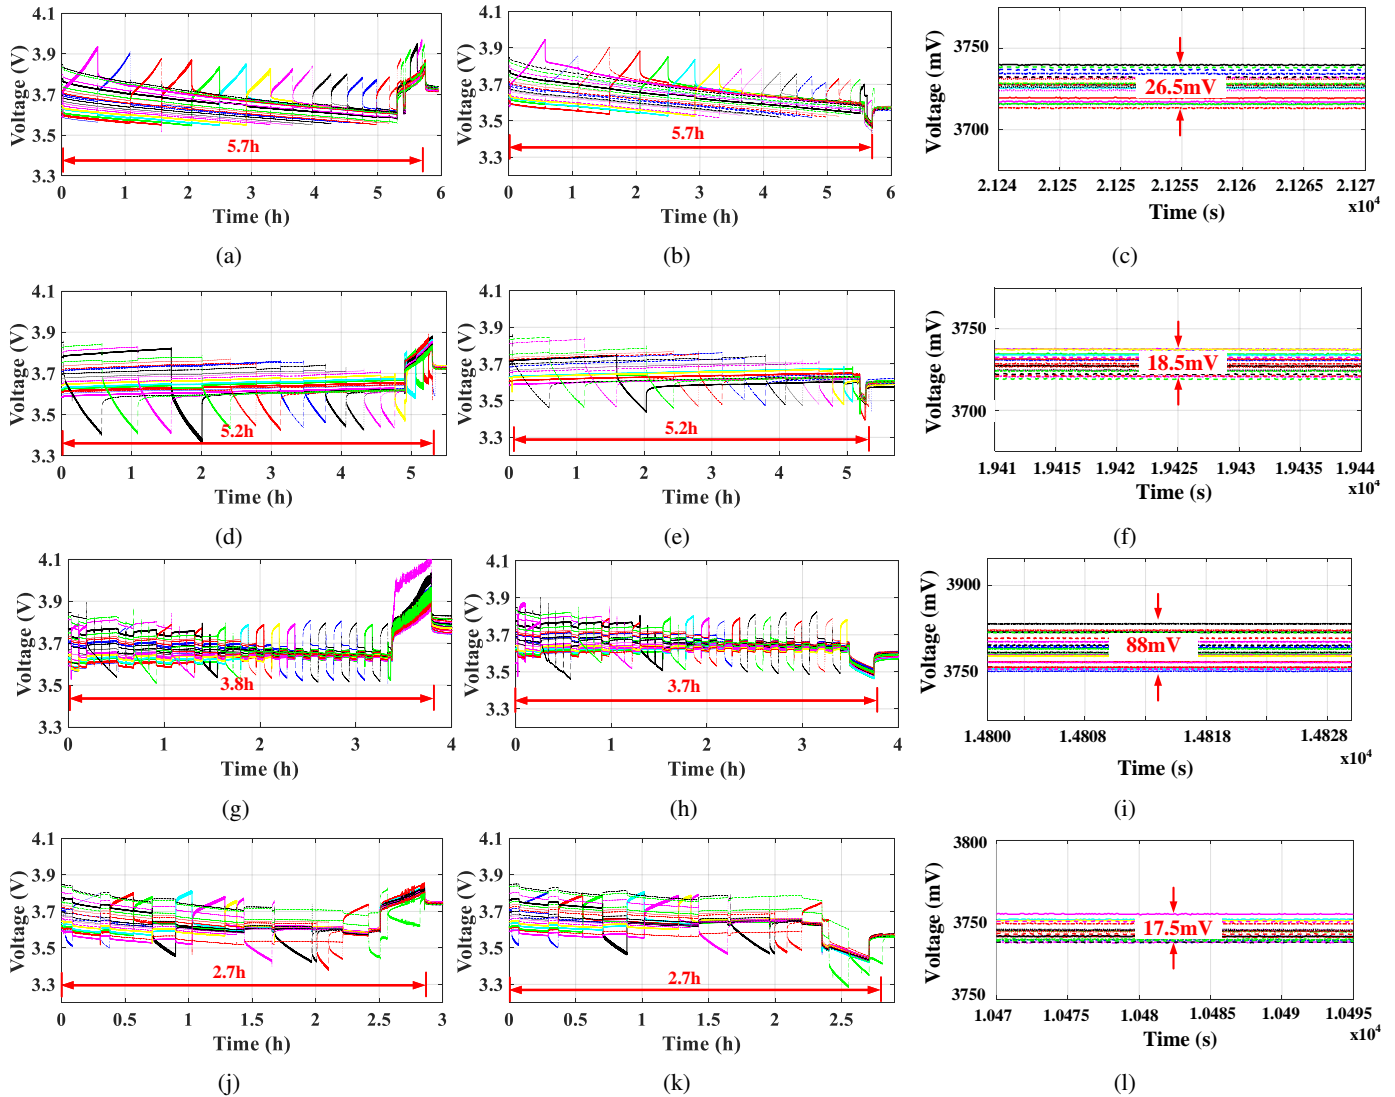 4.1
3.9
3.7
3.5
3.3
Voltage (V)
5.7h
0 1 2 3 4 5 6
Time (h)
(a)
4.1
3.9
3.7
3.5
3.3
Voltage (V)
5.7h
0 1 2 3 4 5 6
Time (h)
(b)
3750
3700
Voltage (mV)
26.5mV
2.124 2.125 2.125 2.1255 2.126 2.1265 2.127
Time (s)
x10⁴
(c)
4.1
3.9
3.7
3.5
3.3
Voltage (V)
5.2h
0 1 2 3 4 5
Time (h)
(d)
4.1
3.9
3.7
3.5
3.3
Voltage (V)
5.2h
0 1 2 3 4 5
Time (h)
(e)
3750
3700
Voltage (mV)
18.5mV
1.941 1.9415 1.942 1.9425 1.943 1.9435 1.944
Time (s)
x10⁴
(f)
4.1
3.9
3.7
3.5
3.3
Voltage (V)
3.8h
0 1 2 3 4
Time (h)
(g)
4.1
3.9
3.7
3.5
3.3
Voltage (V)
3.7h
0 1 2 3 4
Time (h)
(h)
3900
3750
Voltage (mV)
88mV
1.4800 1.4808 1.4818 1.4828
Time (s)
x10⁴
(i)
4.1
3.9
3.7
3.5
3.3
Voltage (V)
2.7h
0 0.5 1 1.5 2 2.5 3
Time (h)
(j)
4.1
3.9
3.7
3.5
3.3
Voltage (V)
2.7h
0 0.5 1 1.5 2 2.5
Time (h)
(k)
3800
3750
3750
Voltage (mV)
17.5mV
1.047 1.0475 1.048 1.0485 1.049 1.0495
Time (s)
x10⁴
(l)